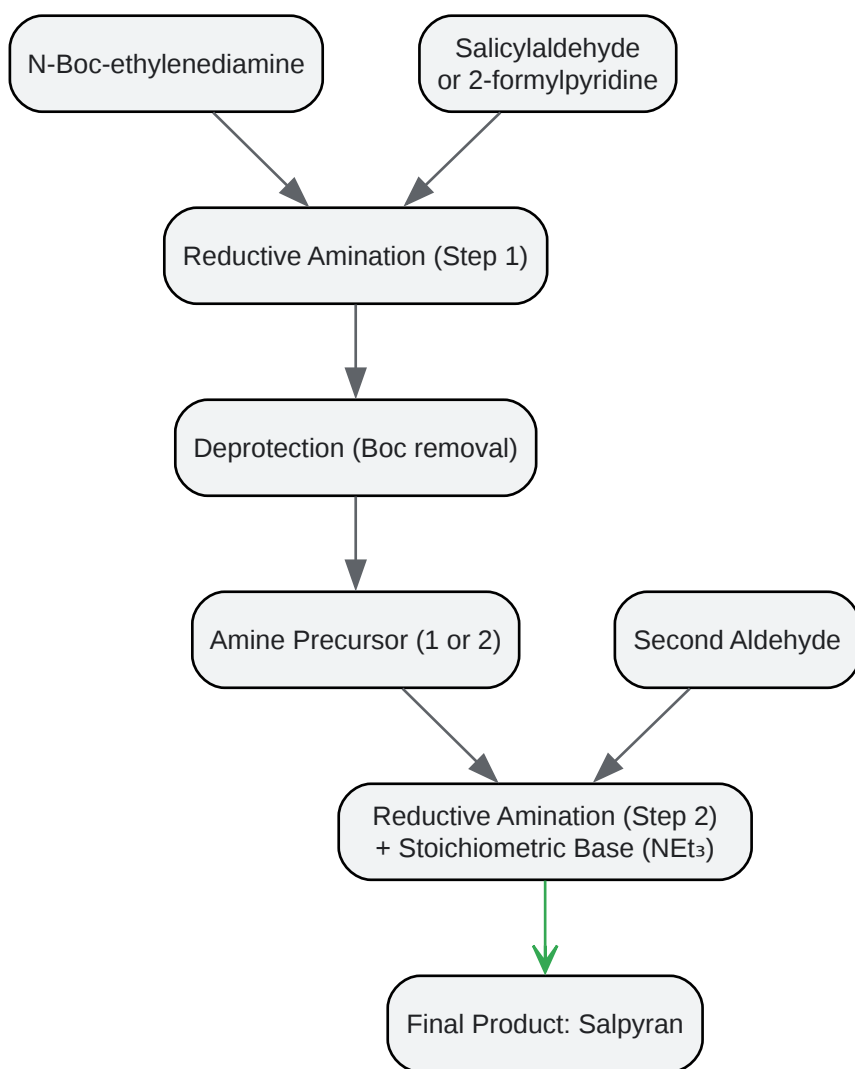 N-Boc-ethylenediamine
Salicylaldehyde
or 2-formylpyridine
Reductive Amination (Step 1)
Deprotection (Boc removal)
Amine Precursor (1 or 2)
Second Aldehyde
Reductive Amination (Step 2)
+ Stoichiometric Base (NEt₃)
Final Product: Salpyran